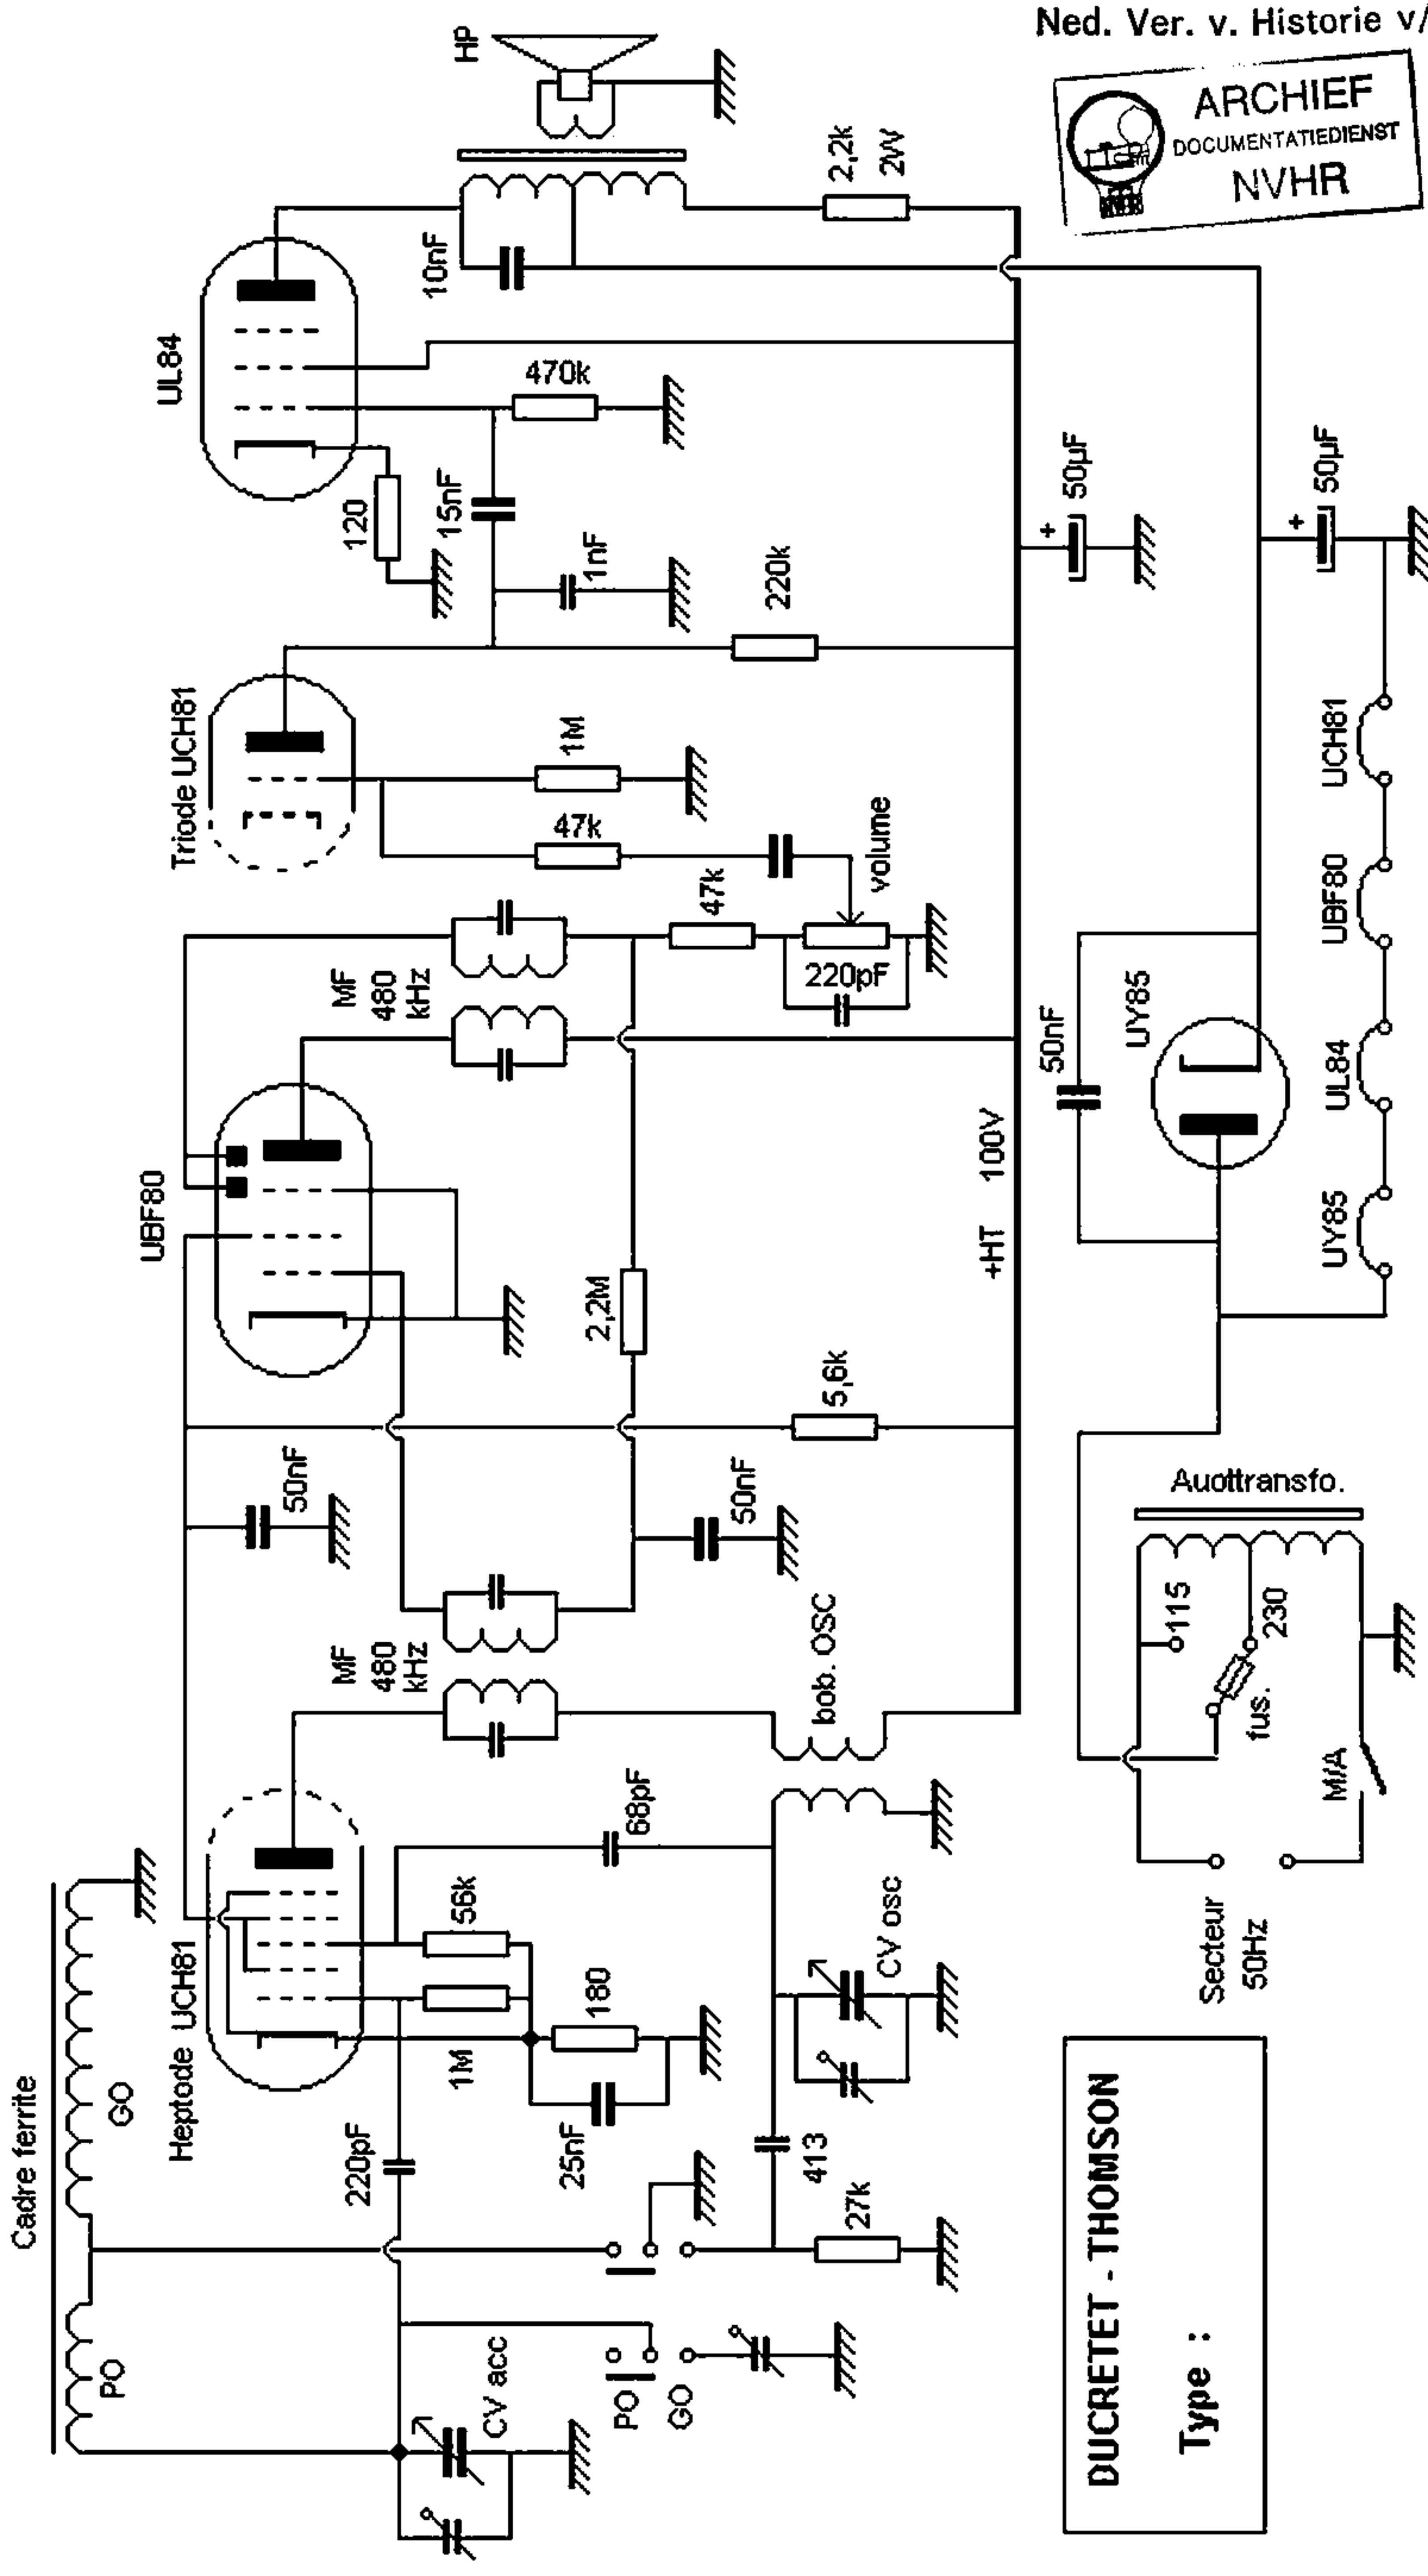 Ned. Ver. v. Historie v/
ARCHIEF
DOCUMENTATIEDIENST
NVHR
Cadre ferrite
PO
GO
Heptode UCH81
UBF80
Triode UCH81
UL84
HP
50nF
MF
480
kHz
MF
480
kHz
220pF
1M
56k
180
25nF
68pF
2,2M
50nF
5,6k
47k
220pF
volume
47k
1M
220k
1nF
15nF
120
470k
10nF
2,2k
2W
CV acc
PO
GO
413
27k
CV osc
bob. OSC
+HT 100V
50µF
+
50µF
+
50nF
UY85
UY85
UL84
UBF80
UCH81
Auottransfo.
115
230
fus.
M/A
Secteur
50Hz
DUCRETET - THOMSON
Type :